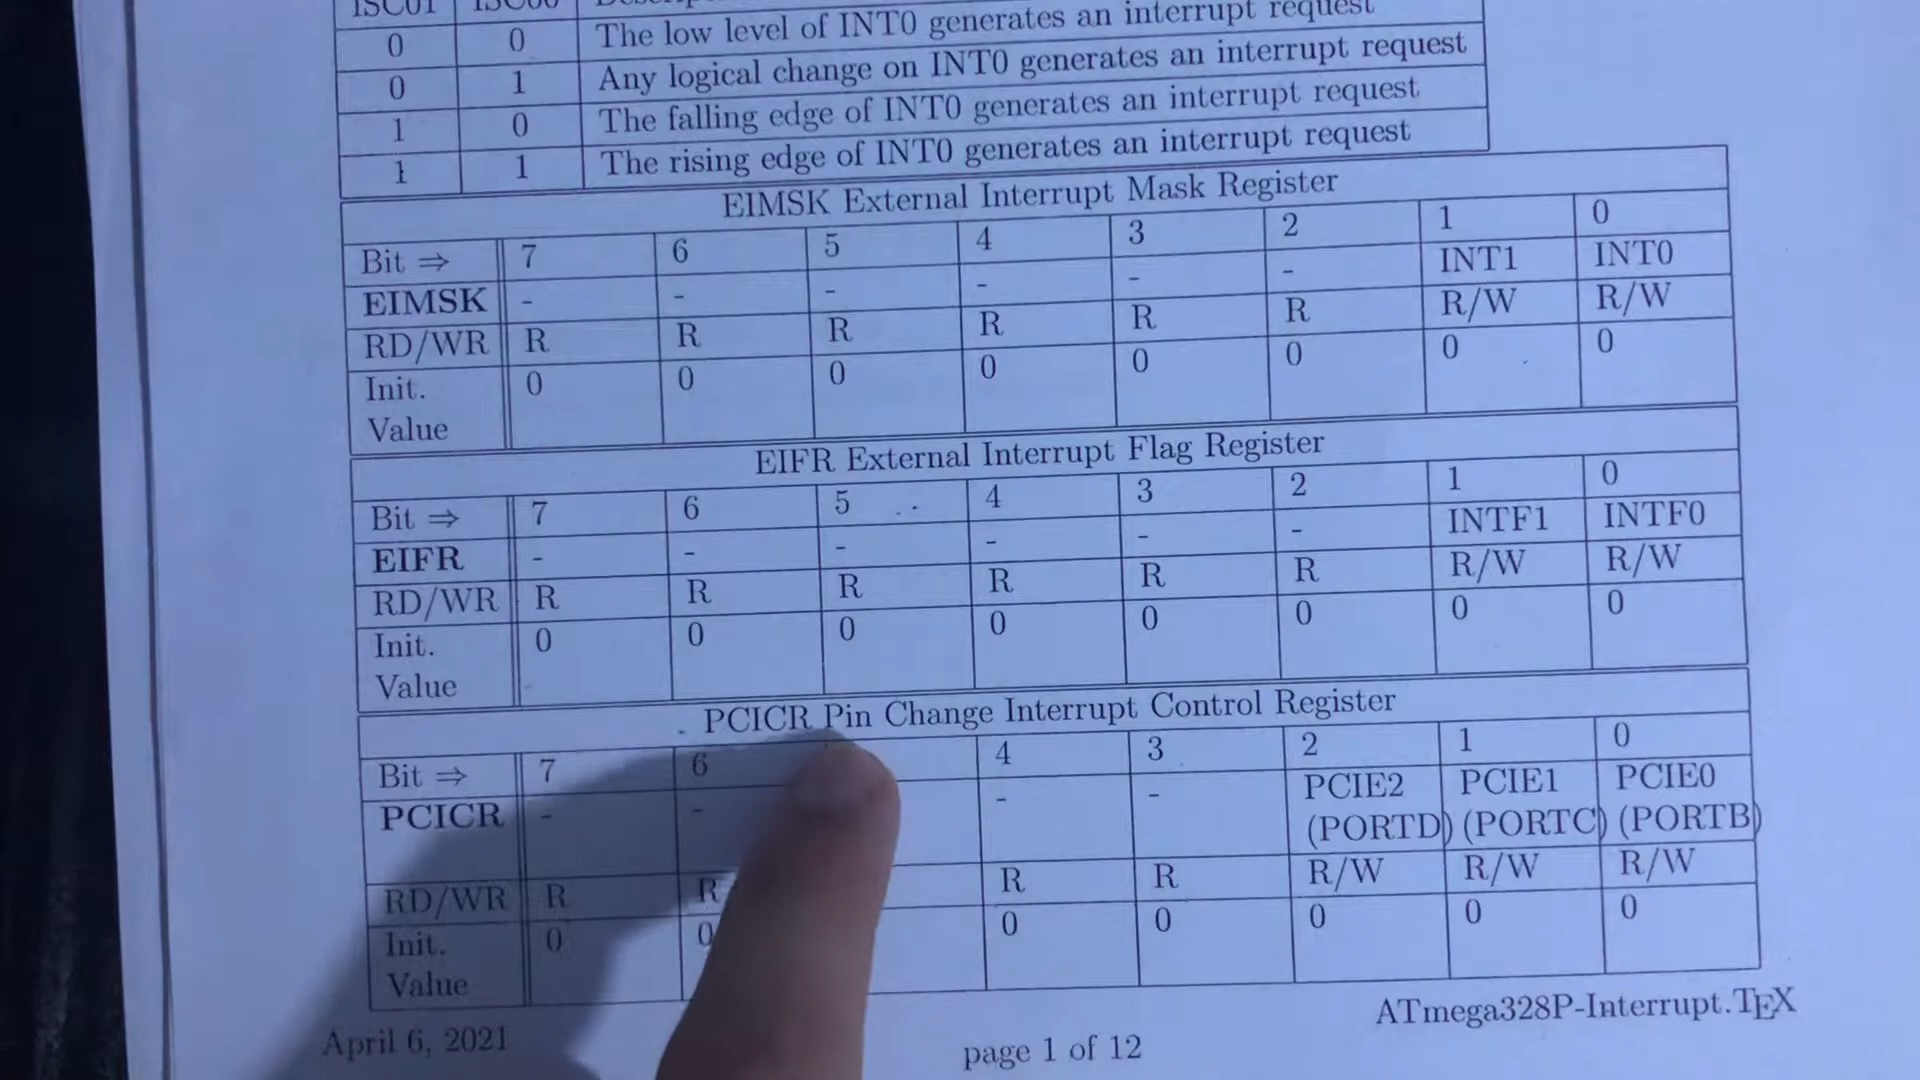 ISC01 ISC00
0 0 The low level of INT0 generates an interrupt request
0 1 Any logical change on INT0 generates an interrupt request
1 0 The falling edge of INT0 generates an interrupt request
1 1 The rising edge of INT0 generates an interrupt request
EIMSK External Interrupt Mask Register
Bit ⇒ 7 6 5 4 3 2 1 0
EIMSK - - - - - - INT1 INT0
RD/WR R R R R R R R/W R/W
Init. 0 0 0 0 0 0 0 0
Value
EIFR External Interrupt Flag Register
Bit ⇒ 7 6 5 4 3 2 1 0
EIFR - - - - - - INTF1 INTF0
RD/WR R R R R R R R/W R/W
Init. 0 0 0 0 0 0 0 0
Value
PCICR Pin Change Interrupt Control Register
Bit ⇒ 7 6 4 3 2 1 0
PCICR - - - - PCIE2 PCIE1 PCIE0
(PORTD) (PORTC) (PORTB)
RD/WR R R R R R/W R/W R/W
Init. 0 0 0 0 0 0 0
Value
April 6, 2021
page 1 of 12
ATmega328P-Interrupt.TEX